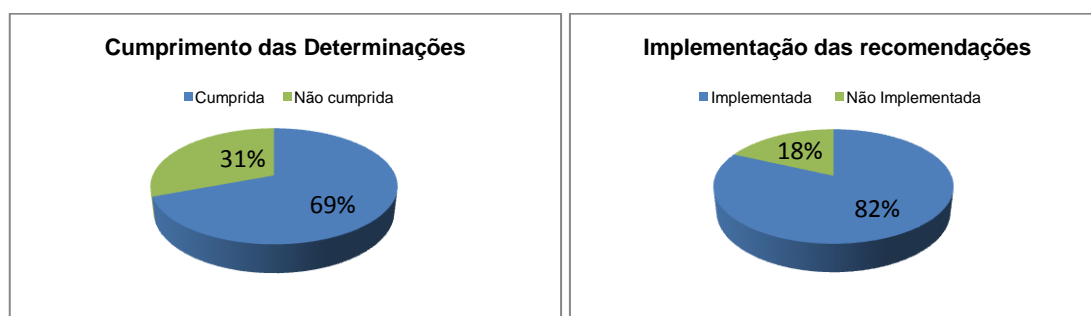 Cumprimento das Determinações
Cumprida Não cumprida
31%
69%
Implementação das recomendações
Implementada Não Implementada
18%
82%